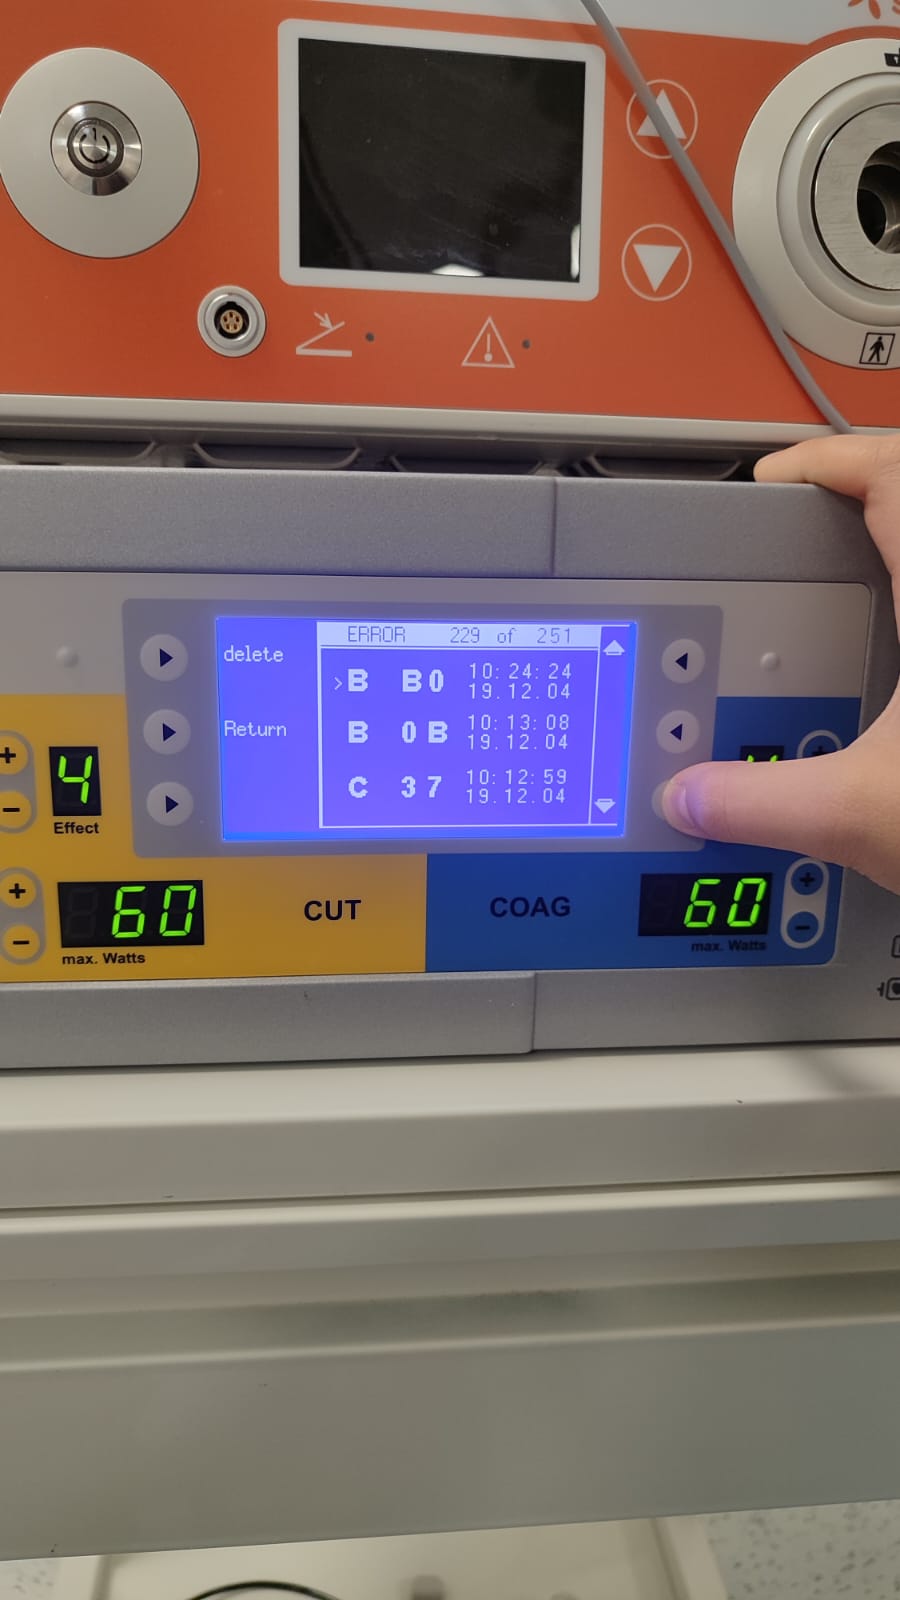 ERROR 229 of 251
delete
>B B0 10:24:24
19.12.04
Return
B 0B 10:13:08
19.12.04
C 37 10:12:59
19.12.04
4
Effect
60
max. Watts
CUT
COAG
60
max. Watts